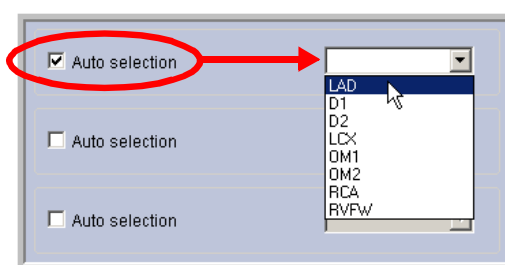 Auto selection
LAD
D1
D2
LCX
Auto selection
OM1
OM2
RCA
RVFW
Auto selection